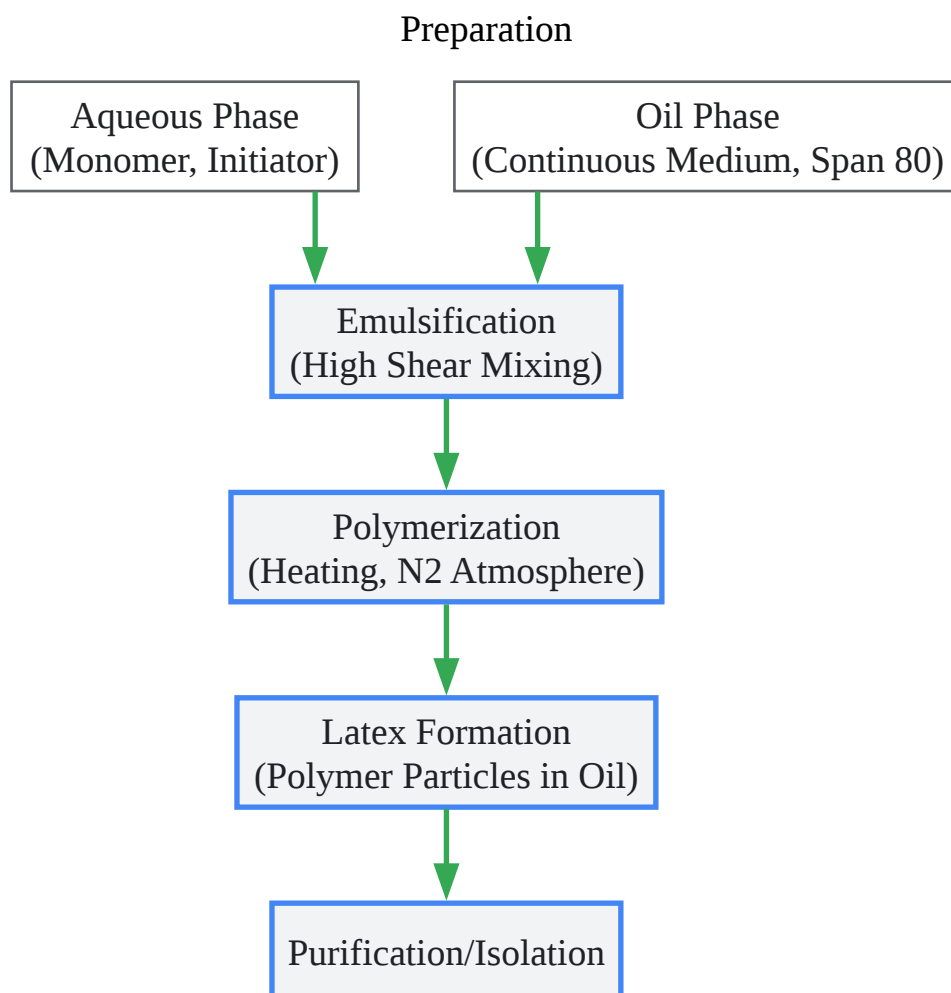 Preparation
Aqueous Phase
(Monomer, Initiator)
Oil Phase
(Continuous Medium, Span 80)
Emulsification
(High Shear Mixing)
Polymerization
(Heating, N2 Atmosphere)
Latex Formation
(Polymer Particles in Oil)
Purification/Isolation